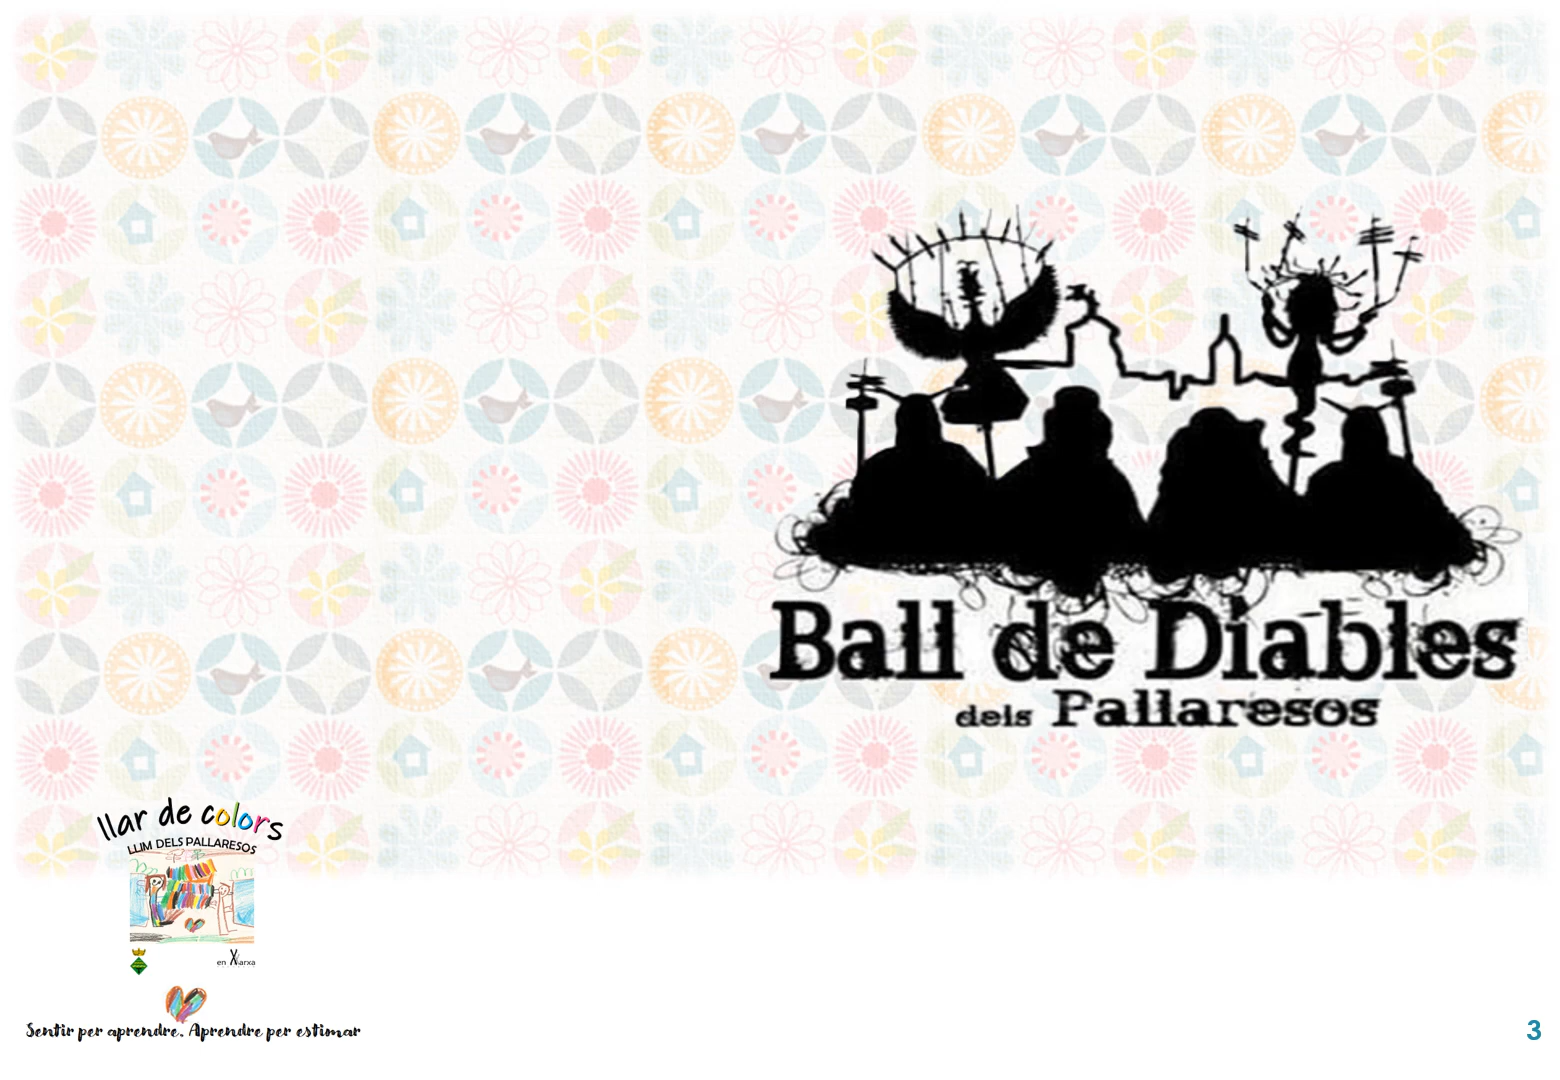 Ball de Diables
dels Pallaresos
llar de colors
LLIM DELS PALLARESOS
en Xarxa
Sentir per aprendre. Aprendre per estimar
3